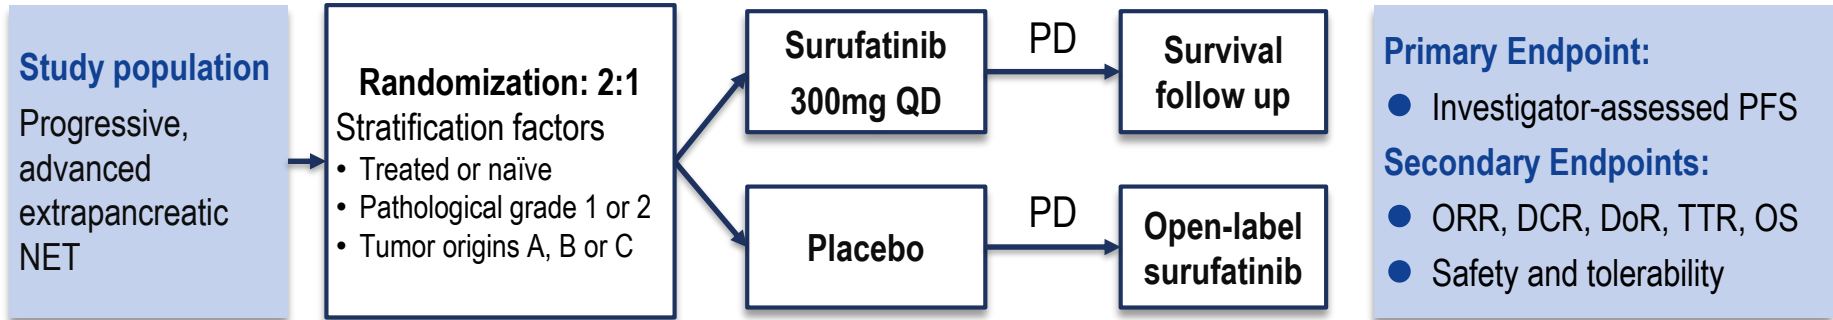 Study population
Progressive,
advanced
extrapancreatic
NET
Randomization: 2:1
Stratification factors
• Treated or naïve
• Pathological grade 1 or 2
• Tumor origins A, B or C
Surufatinib
300mg QD
PD
Survival
follow up
Placebo
PD
Open-label
surufatinib
Primary Endpoint:
● Investigator-assessed PFS
Secondary Endpoints:
● ORR, DCR, DoR, TTR, OS
● Safety and tolerability